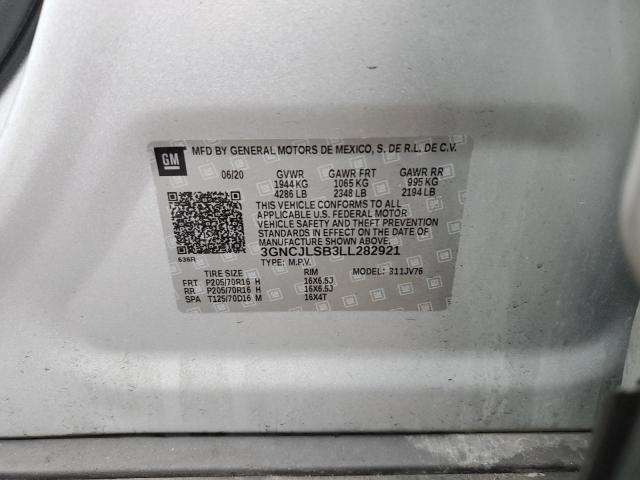 GM
MFD BY GENERAL MOTORS DE MEXICO, S. DE R.L. DE C.V.
06/20 GVWR GAWR FRT GAWR RR
1944 KG 1065 KG 995 KG
4286 LB 2348 LB 2194 LB
THIS VEHICLE CONFORMS TO ALL
APPLICABLE U.S. FEDERAL MOTOR
VEHICLE SAFETY AND THEFT PREVENTION
STANDARDS IN EFFECT ON THE DATE OF
MANUFACTURE SHOWN ABOVE.
3GNCJLSB3LL282921
636R TYPE: M.P.V.
TIRE SIZE RIM MODEL: 311JV76
FRT P205/70R16 H 16X6.5J
RR P205/70R16 H 16X6.5J
SPA T125/70D16 M 16X4T